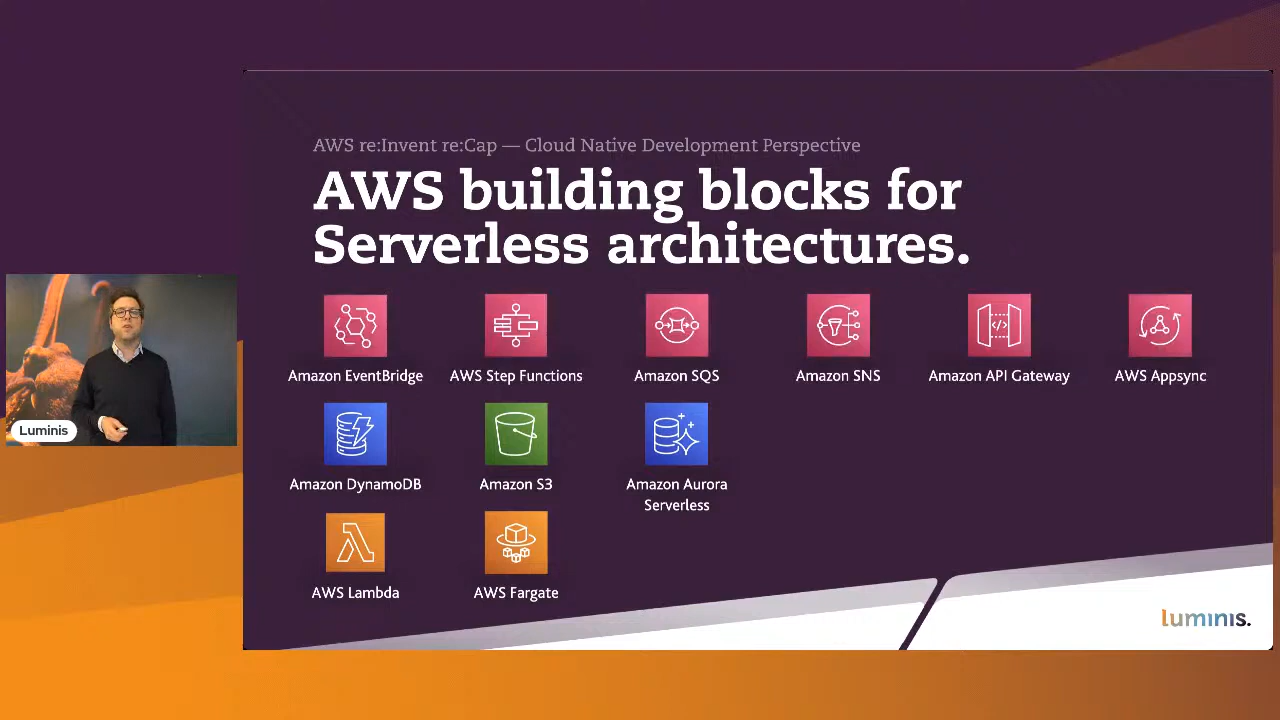 AWS re:Invent re:Cap — Cloud Native Development Perspective
AWS building blocks for
Serverless architectures.
Amazon EventBridge
AWS Step Functions
Amazon SQS
Amazon SNS
Amazon API Gateway
AWS Appsync
Luminis
Amazon DynamoDB
Amazon S3
Amazon Aurora
Serverless
AWS Lambda
AWS Fargate
luminis.